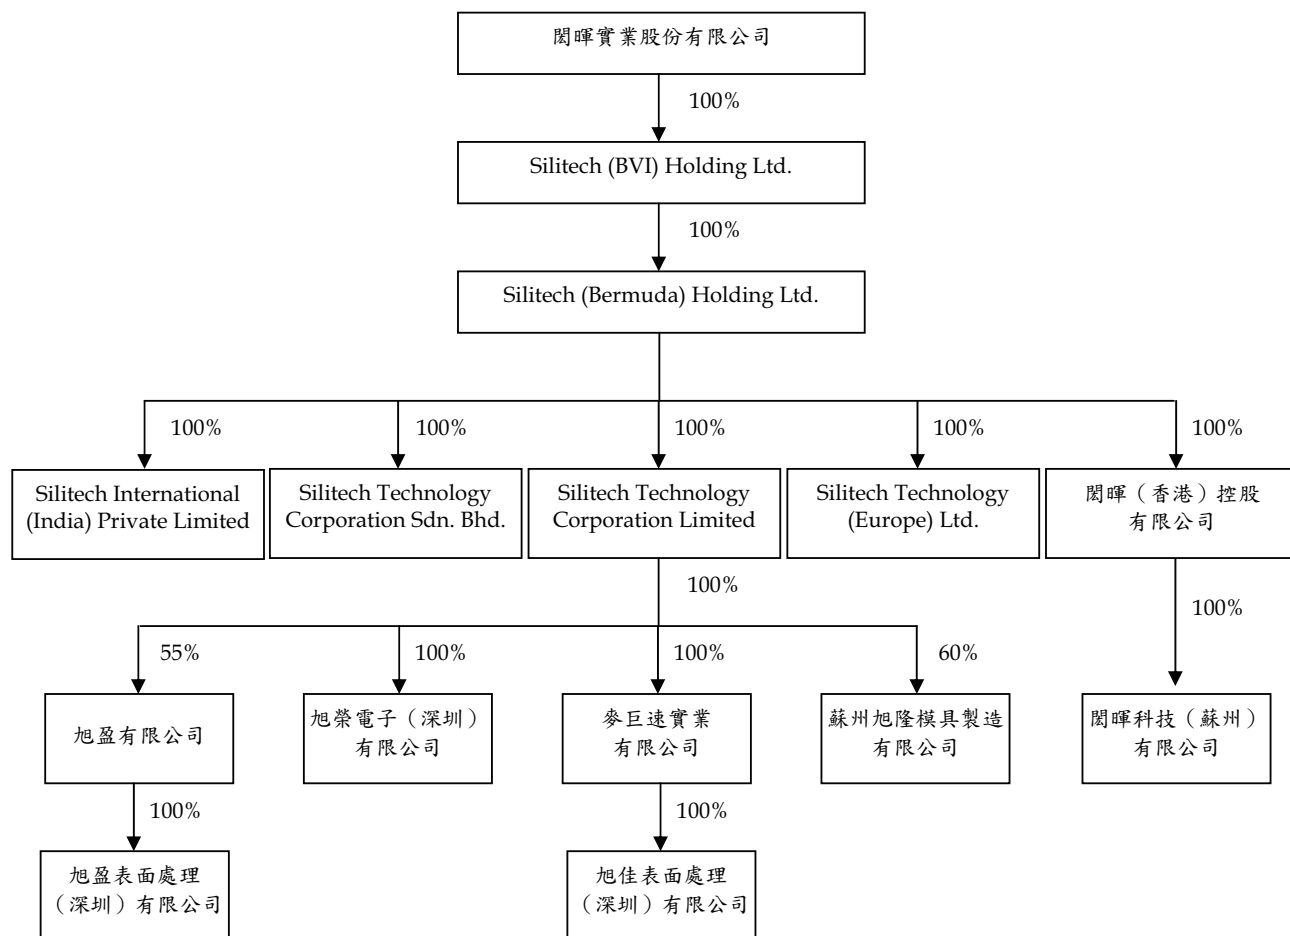 閎暉實業股份有限公司
100%
Silitech (BVI) Holding Ltd.
100%
Silitech (Bermuda) Holding Ltd.
100%
100%
100%
100%
100%
Silitech International
(India) Private Limited
Silitech Technology
Corporation Sdn. Bhd.
Silitech Technology
Corporation Limited
Silitech Technology
(Europe) Ltd.
閎暉（香港）控股
有限公司
100%
100%
55%
100%
100%
60%
旭盈有限公司
旭榮電子（深圳）
有限公司
麥巨速實業
有限公司
蘇州旭隆模具製造
有限公司
閎暉科技（蘇州）
有限公司
100%
100%
旭盈表面處理
（深圳）有限公司
旭佳表面處理
（深圳）有限公司